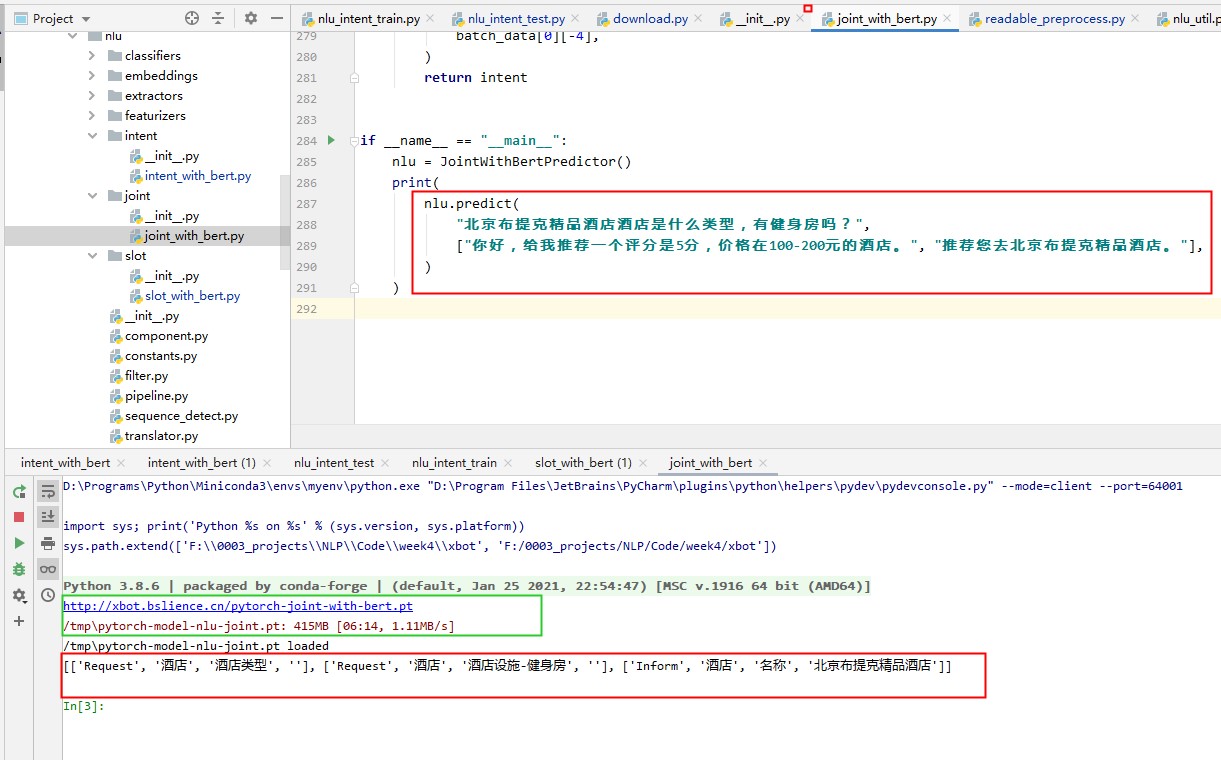 Project
nlu_intent_train.py
nlu_intent_test.py
download.py
__init__.py
joint_with_bert.py
readable_preprocess.py
nlu_util.p
nlu
classifiers
embeddings
extractors
featurizers
intent
__init__.py
intent_with_bert.py
joint
__init__.py
joint_with_bert.py
slot
__init__.py
slot_with_bert.py
__init__.py
component.py
constants.py
filter.py
pipeline.py
sequence_detect.py
translator.py
279 batch_data[0][-4],
280 )
281 return intent
282
283
284 if __name__ == "__main__":
285 nlu = JointWithBertPredictor()
286 print(
287 nlu.predict(
288 "北京布提克精品酒店酒店是什么类型，有健身房吗？",
289 ["你好，给我推荐一个评分是5分，价格在100-200元的酒店。", "推荐您去北京布提克精品酒店。"],
290 )
291 )
292
intent_with_bert
intent_with_bert (1)
nlu_intent_test
nlu_intent_train
slot_with_bert (1)
joint_with_bert
D:\Programs\Python\Miniconda3\envs\myenv\python.exe "D:\Program Files\JetBrains\PyCharm\plugins\python\helpers\pydev\pydevconsole.py" --mode=client --port=64001
import sys; print('Python %s on %s' % (sys.version, sys.platform))
sys.path.extend(['F:\\0003_projects\\NLP\\Code\\week4\\xbot', 'F:/0003_projects/NLP/Code/week4/xbot'])
Python 3.8.6 | packaged by conda-forge | (default, Jan 25 2021, 22:54:47) [MSC v.1916 64 bit (AMD64)]
http://xbot.bslience.cn/pytorch-joint-with-bert.pt
/tmp\pytorch-model-nlu-joint.pt: 415MB [06:14, 1.11MB/s]
/tmp\pytorch-model-nlu-joint.pt loaded
[['Request', '酒店', '酒店类型', ''], ['Request', '酒店', '酒店设施-健身房', ''], ['Inform', '酒店', '名称', '北京布提克精品酒店']]
In[3]: